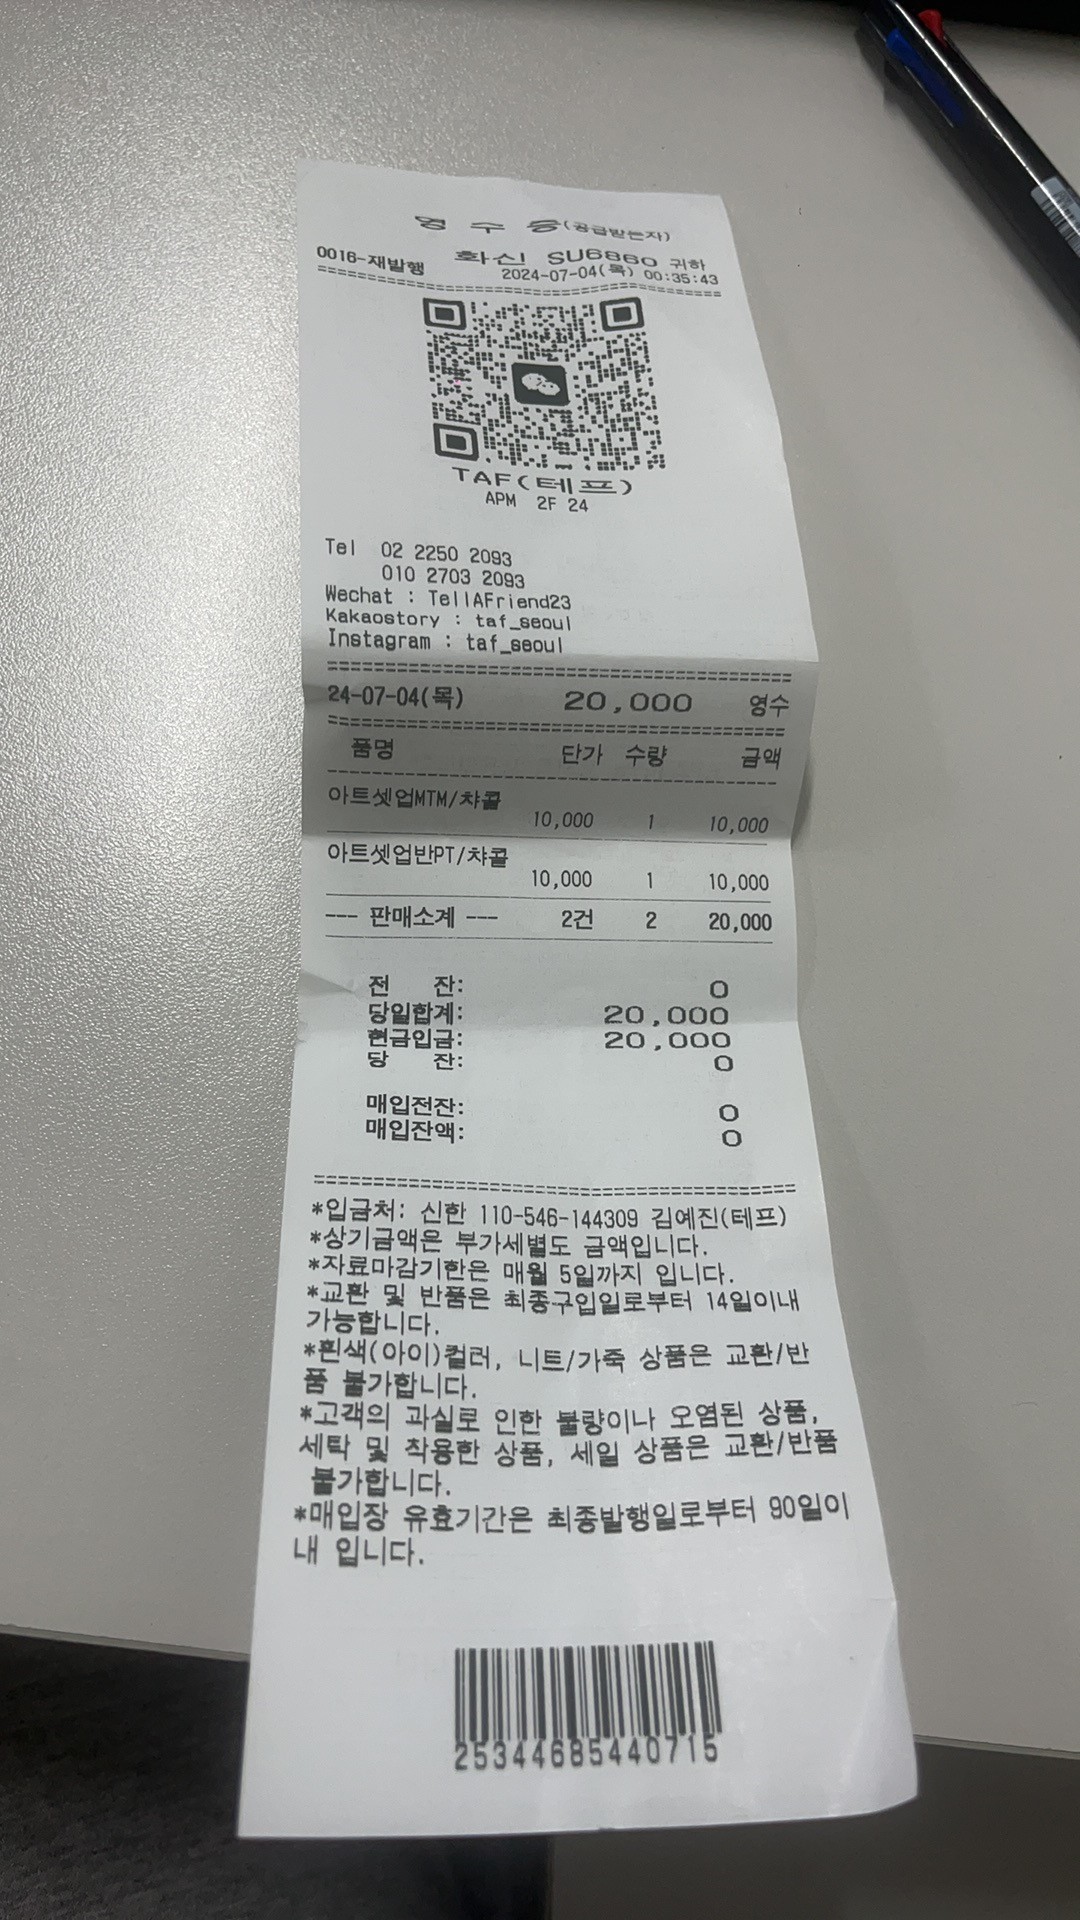 영 수 증(공급받는자)
0016-재발행 화신 SU6860 귀하
2024-07-04(목) 00:35:43
TAF(테프)
APM 2F 24
Tel 02 2250 2093
010 2703 2093
Wechat : TellAFriend23
Kakaostory : taf_seoul
Instagram : taf_seoul
24-07-04(목) 20,000 영수
품명 단가 수량 금액
아트셋업MTM/챠콜
10,000 1 10,000
아트셋업반PT/챠콜
10,000 1 10,000
--- 판매소계 --- 2건 2 20,000
전 잔: 0
당일합계: 20,000
현금입금: 20,000
당 잔: 0
매입전잔: 0
매입잔액: 0
*입금처: 신한 110-546-144309 김예진(테프)
*상기금액은 부가세별도 금액입니다.
*자료마감기한은 매월 5일까지 입니다.
*교환 및 반품은 최종구입일로부터 14일이내
가능합니다.
*흰색(아이)컬러, 니트/가죽 상품은 교환/반
품 불가합니다.
*고객의 과실로 인한 불량이나 오염된 상품,
세탁 및 착용한 상품, 세일 상품은 교환/반품
불가합니다.
*매입장 유효기간은 최종발행일로부터 90일이
내 입니다.
25344685440715